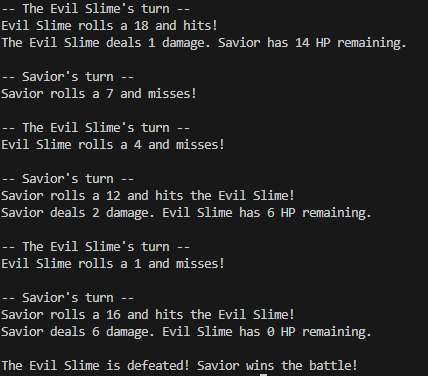 -- The Evil Slime's turn --
Evil Slime rolls a 18 and hits!
The Evil Slime deals 1 damage. Savior has 14 HP remaining.
-- Savior's turn --
Savior rolls a 7 and misses!
-- The Evil Slime's turn --
Evil Slime rolls a 4 and misses!
-- Savior's turn --
Savior rolls a 12 and hits the Evil Slime!
Savior deals 2 damage. Evil Slime has 6 HP remaining.
-- The Evil Slime's turn --
Evil Slime rolls a 1 and misses!
-- Savior's turn --
Savior rolls a 16 and hits the Evil Slime!
Savior deals 6 damage. Evil Slime has 0 HP remaining.
The Evil Slime is defeated! Savior wins the battle!